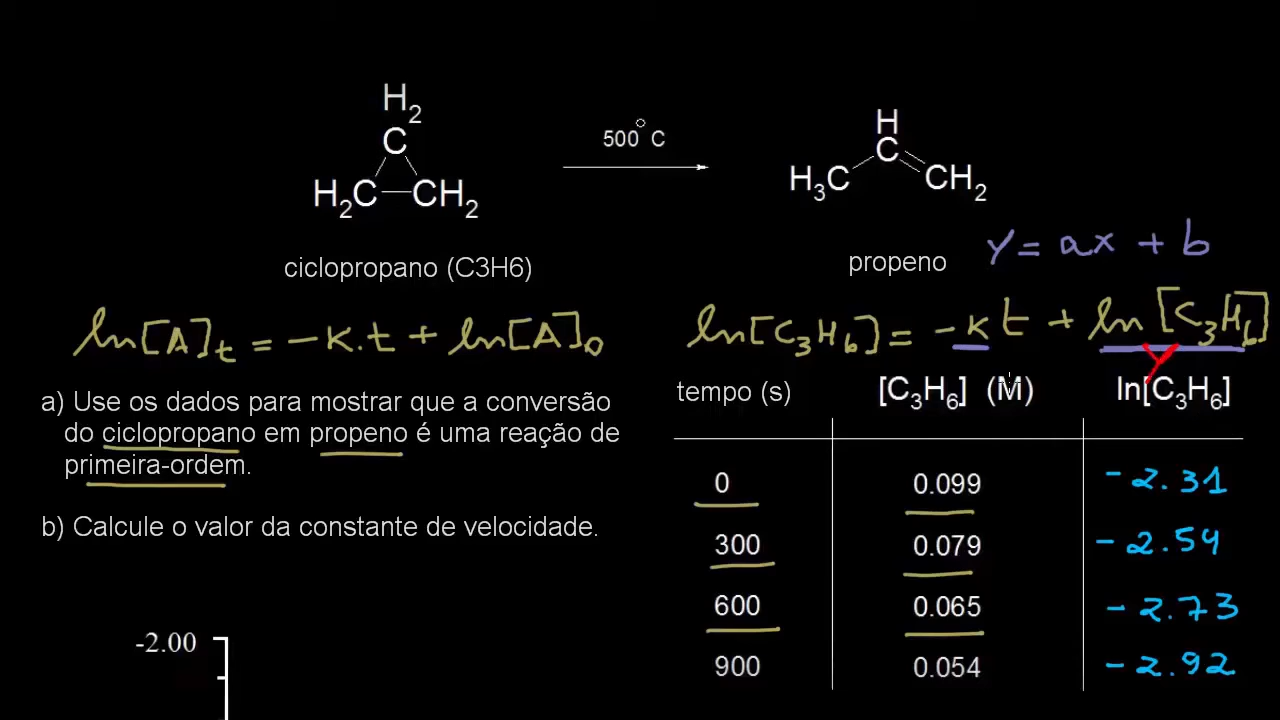 H2
C
H2C CH2
500°C
H
C
H3C CH2
ciclopropano (C3H6)
propeno
y = ax + b
ln[A]t = -K.t + ln[A]0
ln[C3H6] = -K t + ln[C3H6]
y
a) Use os dados para mostrar que a conversão
do ciclopropano em propeno é uma reação de
primeira-ordem.
b) Calcule o valor da constante de velocidade.
tempo (s) [C3H6] (M) ln[C3H6]
0 0.099 -2.31
300 0.079 -2.54
600 0.065 -2.73
900 0.054 -2.92
-2.00